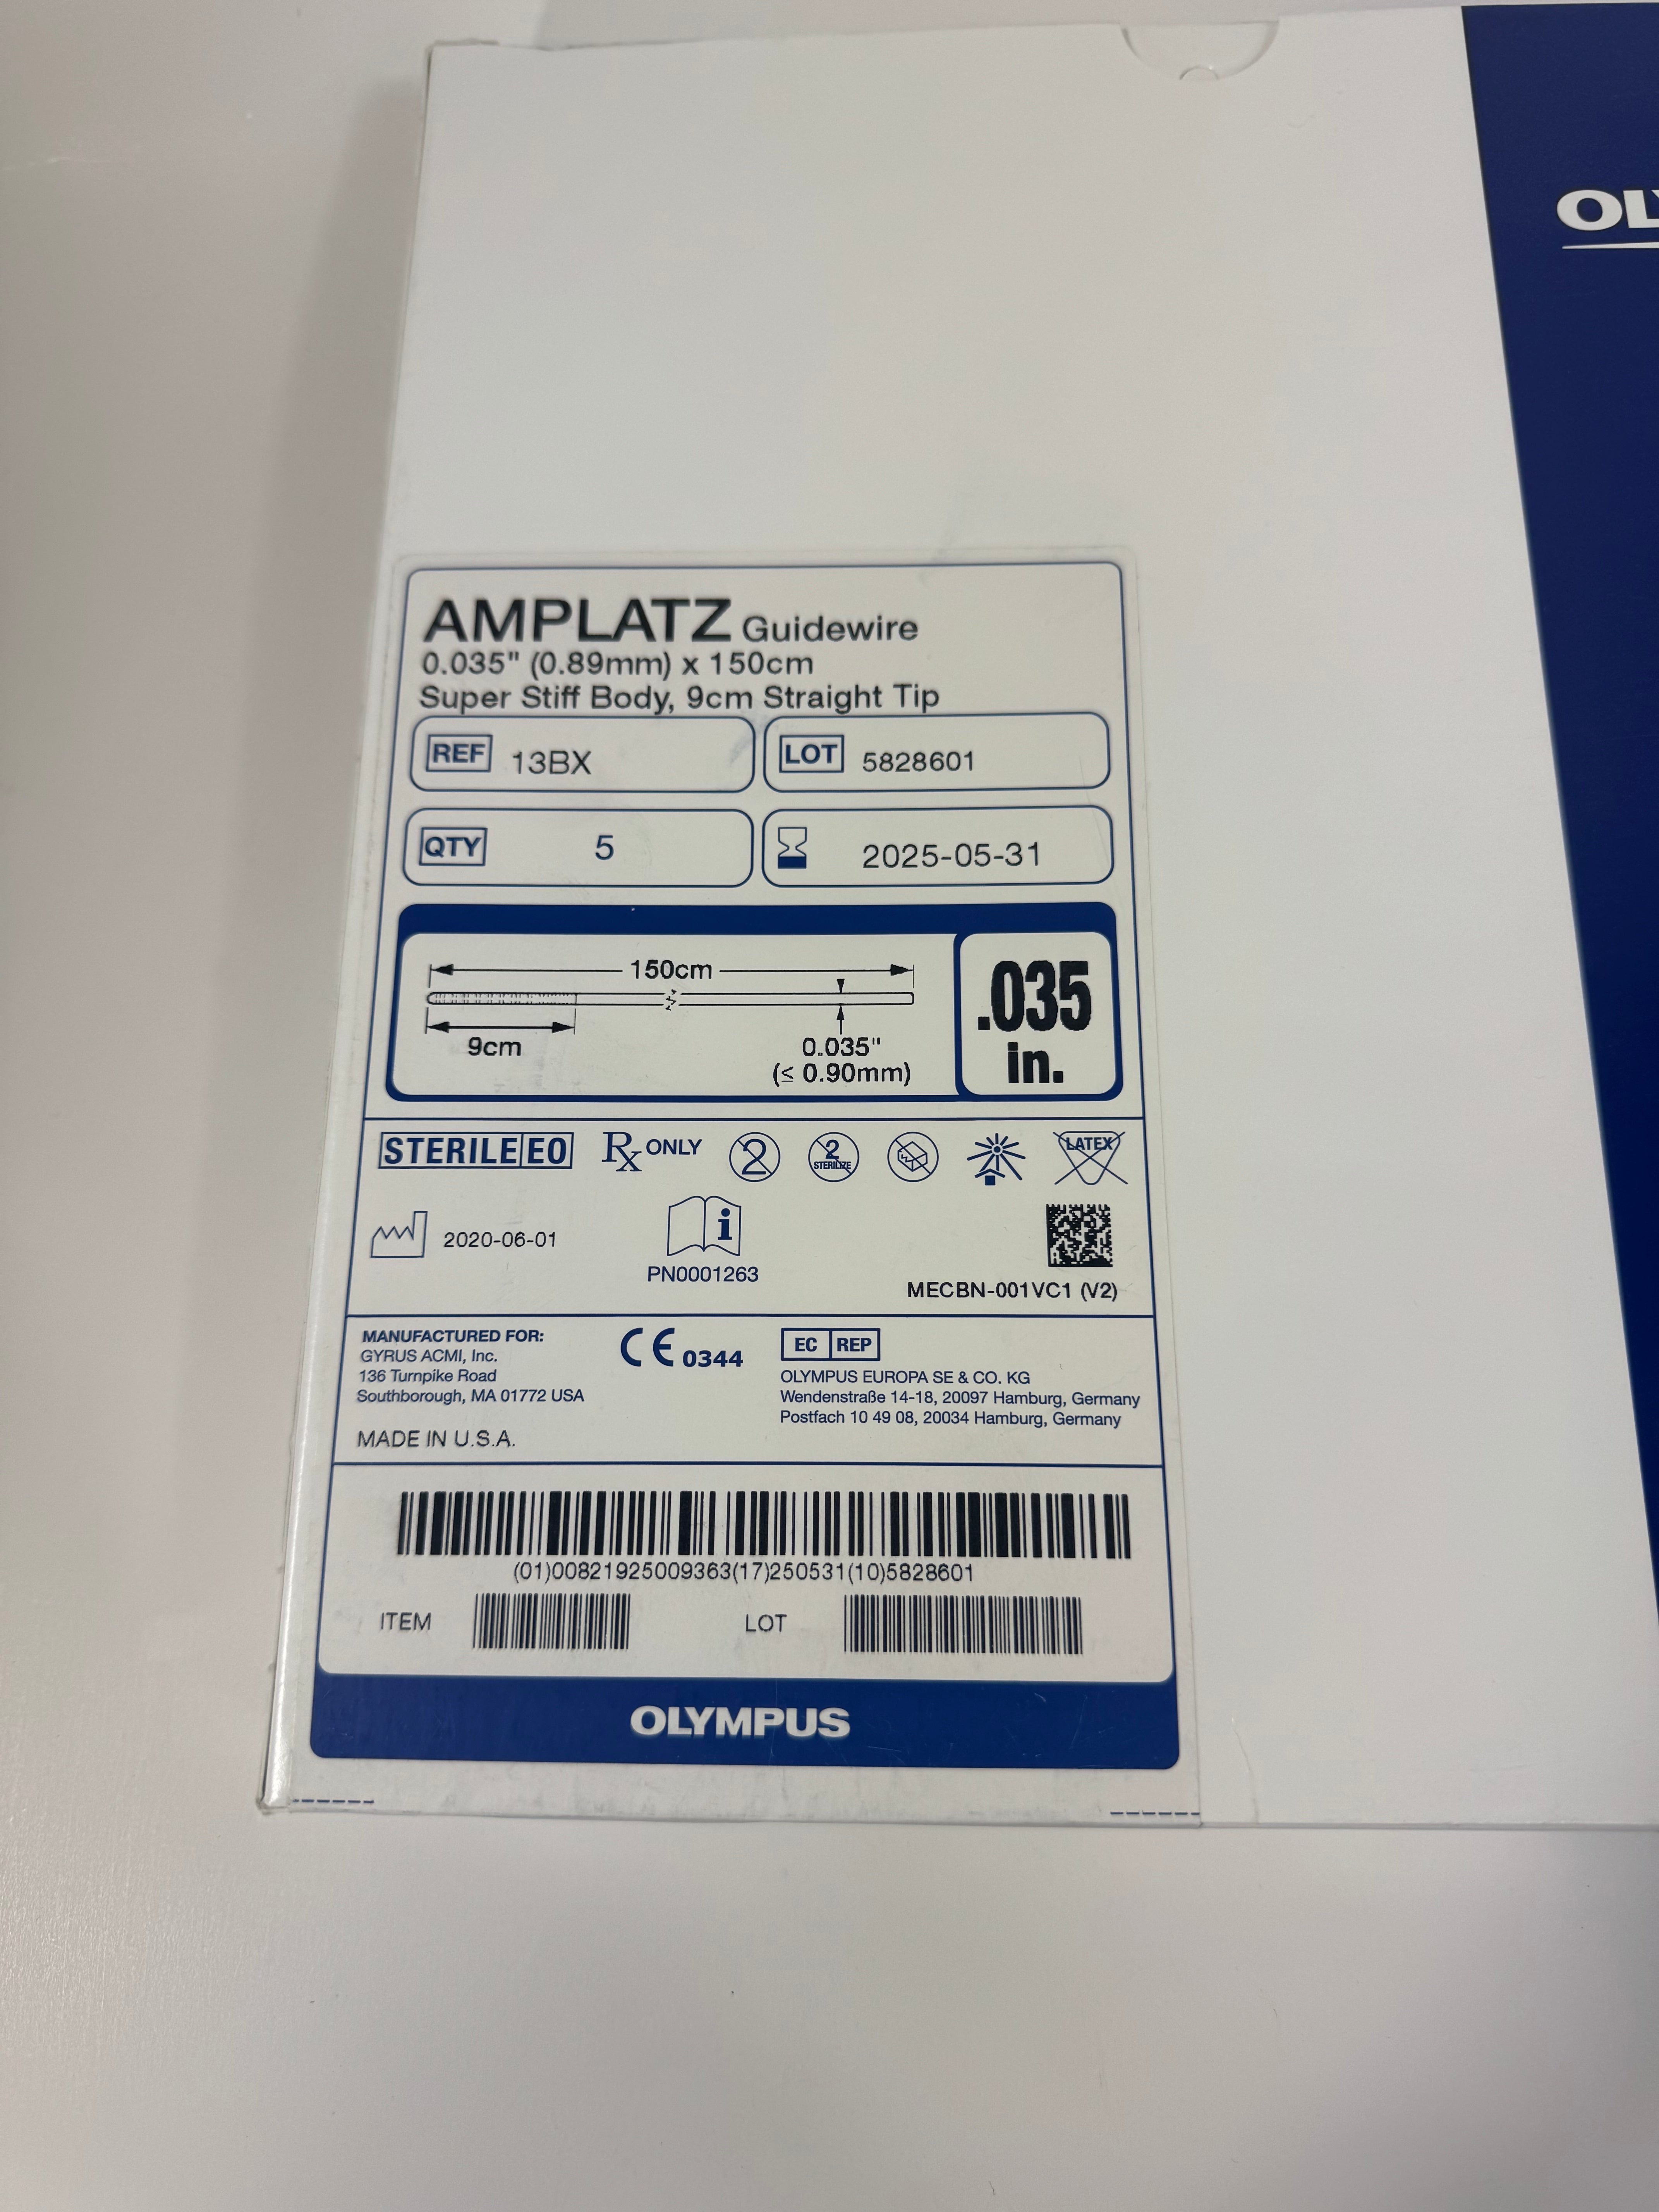 OL
AMPLATZ Guidewire
0.035" (0.89mm) x 150cm
Super Stiff Body, 9cm Straight Tip
REF 13BX
LOT 5828601
QTY 5
2025-05-31
150cm
9cm
0.035"
(≤ 0.90mm)
.035
in.
STERILE EO
Rx ONLY
2
2
STERILIZE
LATEX
2020-06-01
i
PN0001263
MECBN-001VC1 (V2)
MANUFACTURED FOR:
GYRUS ACMI, Inc.
136 Turnpike Road
Southborough, MA 01772 USA
MADE IN U.S.A.
CE 0344
EC REP
OLYMPUS EUROPA SE & CO. KG
Wendenstraße 14-18, 20097 Hamburg, Germany
Postfach 10 49 08, 20034 Hamburg, Germany
(01)00821925009363(17)250531(10)5828601
ITEM
LOT
OLYMPUS